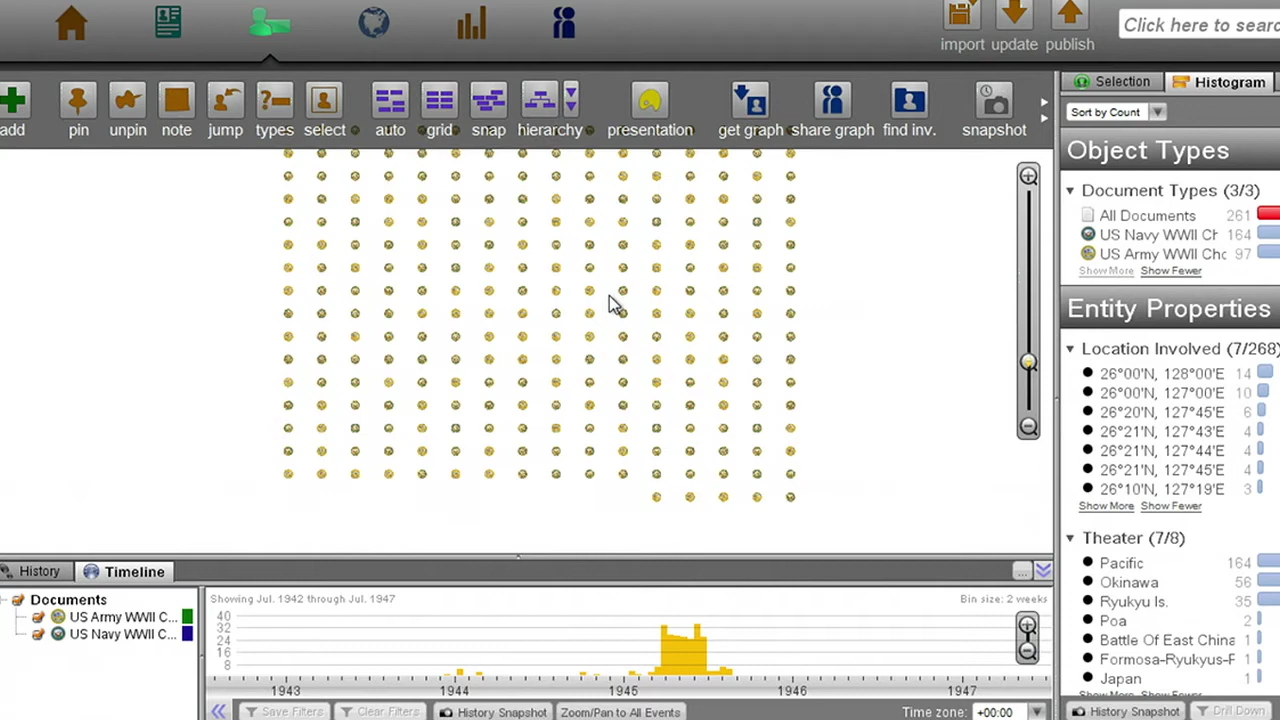 import update publish
Click here to searc
add pin unpin note jump types select auto grid snap hierarchy presentation get graph share graph find inv. snapshot
Selection Histogram
Sort by Count
Object Types
Document Types (3/3)
All Documents 261
US Navy WWII Ch 164
US Army WWII Chc 97
Show More Show Fewer
Entity Properties
Location Involved (7/268)
26°00'N, 128°00'E 14
26°00'N, 127°00'E 10
26°20'N, 127°45'E 6
26°21'N, 127°43'E 4
26°21'N, 127°44'E 4
26°21'N, 127°45'E 4
26°10'N, 127°19'E 3
Show More Show Fewer
Theater (7/8)
Pacific 164
Okinawa 56
Ryukyu Is. 35
Poa 2
Battle Of East China 1
Formosa-Ryukyus-F 1
Japan 1
Show More Show Fewer
History Snapshot Drill Down
History Timeline ...
Documents
US Army WWII C...
US Navy WWII C...
Showing Jul. 1942 through Jul. 1947 Bin size: 2 weeks
40
32
24
16
8
1943 1944 1945 1946 1947
Save Filters Clear Filters History Snapshot Zoom/Pan to All Events Time zone: +00:00